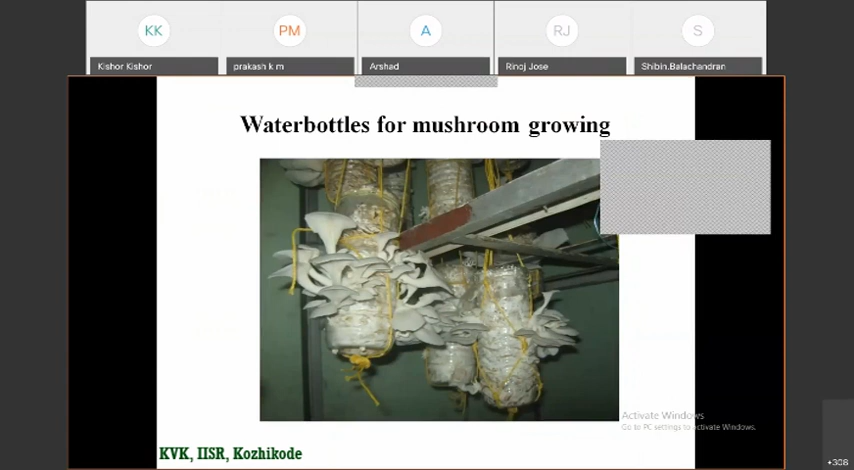 KK
PM
A
RJ
S
Kishor Kishor
prakash k m
Arshad
Rinoj Jose
Shibin.Balachandran
Waterbottles for mushroom growing
Activate Windows
Go to PC settings to activate Windows.
KVK, IISR, Kozhikode
+308